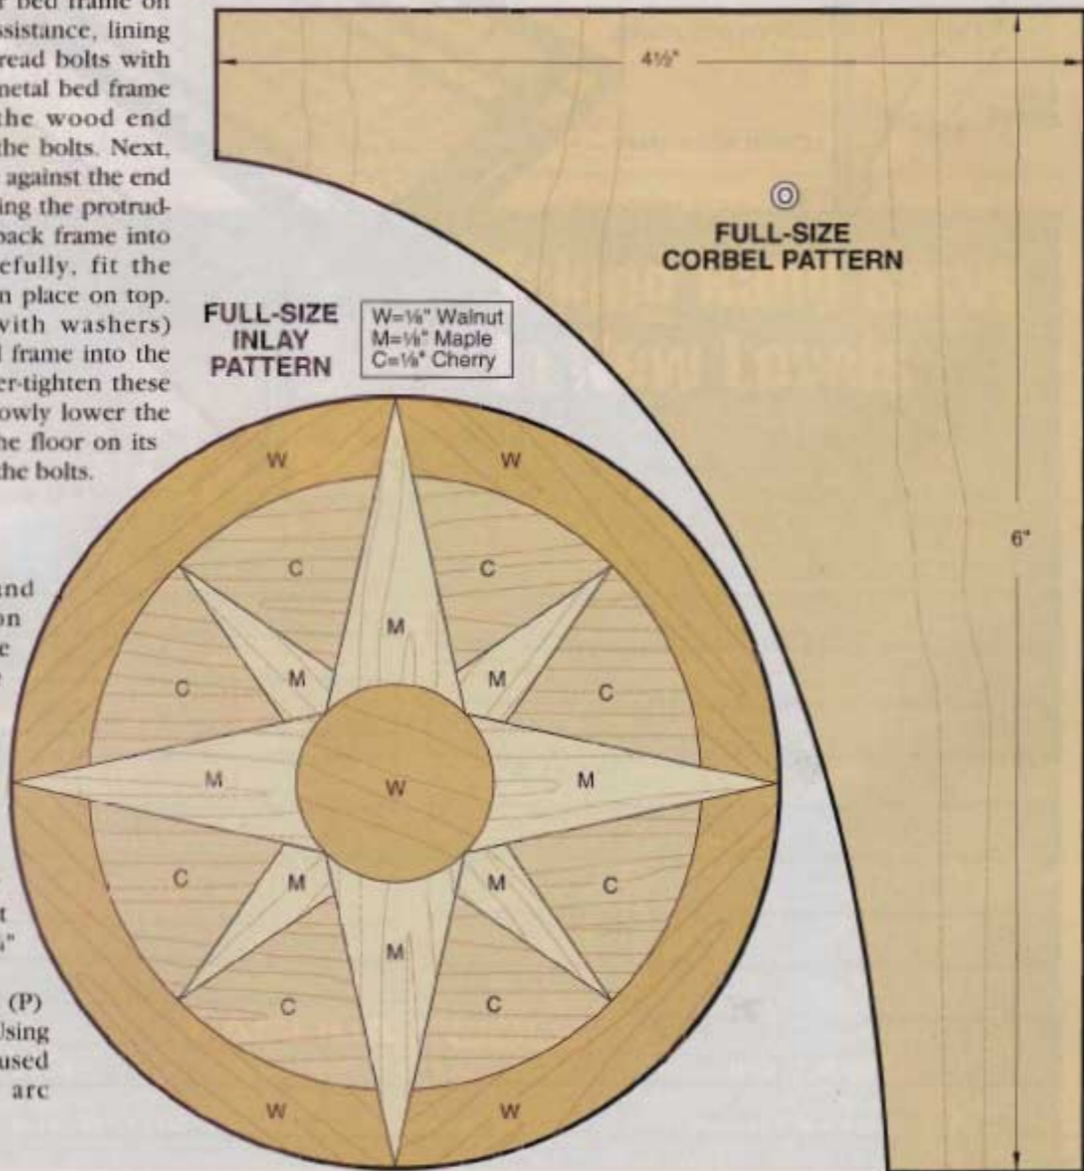 bed frame on
ssistance, lining
read bolts with
metal bed frame
the wood end
the bolts. Next,
against the end
ing the protrud-
back frame into
efully, fit the
n place on top.
with washers)
frame into the
er-tighten these
owly lower the
he floor on its
the bolts.
and
on
(P)
Using
used
arc
4½"
6"
O
FULL-SIZE
CORBEL PATTERN
FULL-SIZE
INLAY
PATTERN
W=⅛" Walnut
M=⅛" Maple
C=⅛" Cherry
W
W
C
C
M
C
M
M
C
M
W
M
C
M
M
C
M
C
C
W
W